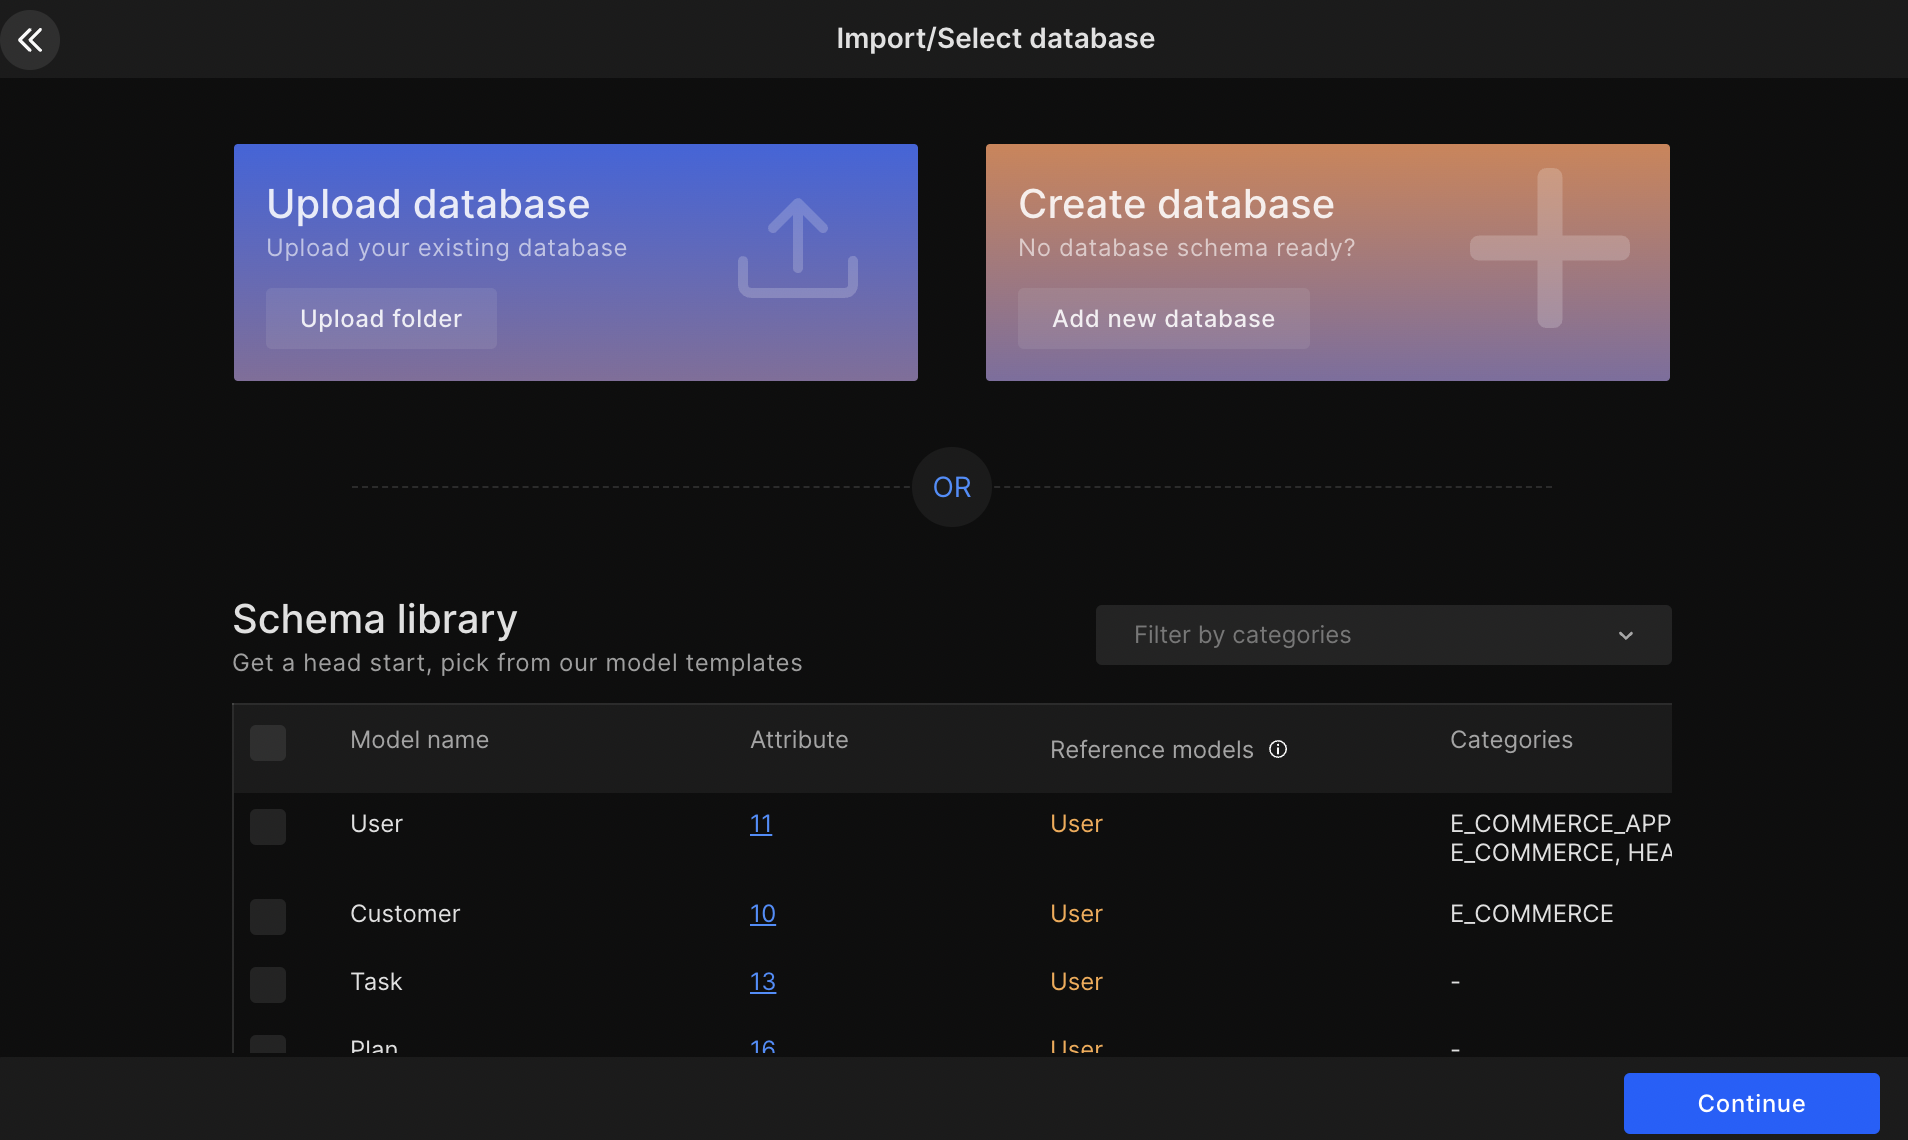 Import/Select database
Upload database
Upload your existing database
Upload folder
Create database
No database schema ready?
Add new database
OR
Schema library
Get a head start, pick from our model templates
Filter by categories
Model name Attribute Reference models Categories
User 11 User E_COMMERCE_APP
E_COMMERCE, HEA
Customer 10 User E_COMMERCE
Task 13 User -
Plan 16 User -
Continue